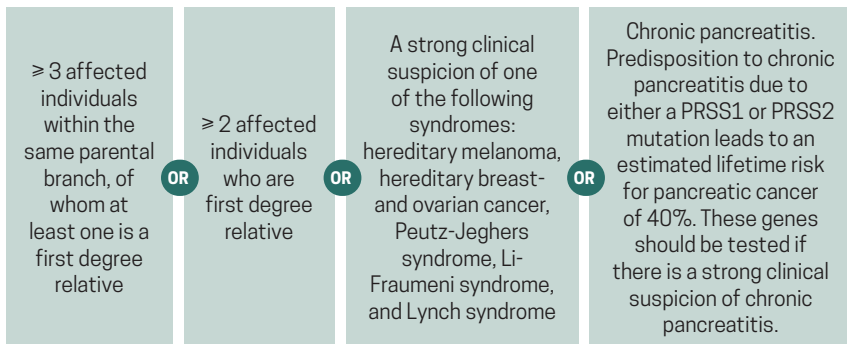 ≥ 3 affected
individuals
within the
same parental
branch, of
whom at
least one is a
first degree
relative
OR
≥ 2 affected
individuals
who are
first degree
relative
OR
A strong clinical
suspicion of one
of the following
syndromes:
hereditary melanoma,
hereditary breast-
and ovarian cancer,
Peutz-Jeghers
syndrome, Li-
Fraumeni syndrome,
and Lynch syndrome
OR
Chronic pancreatitis.
Predisposition to chronic
pancreatitis due to
either a PRSS1 or PRSS2
mutation leads to an
estimated lifetime risk
for pancreatic cancer
of 40%. These genes
should be tested if
there is a strong clinical
suspicion of chronic
pancreatitis.